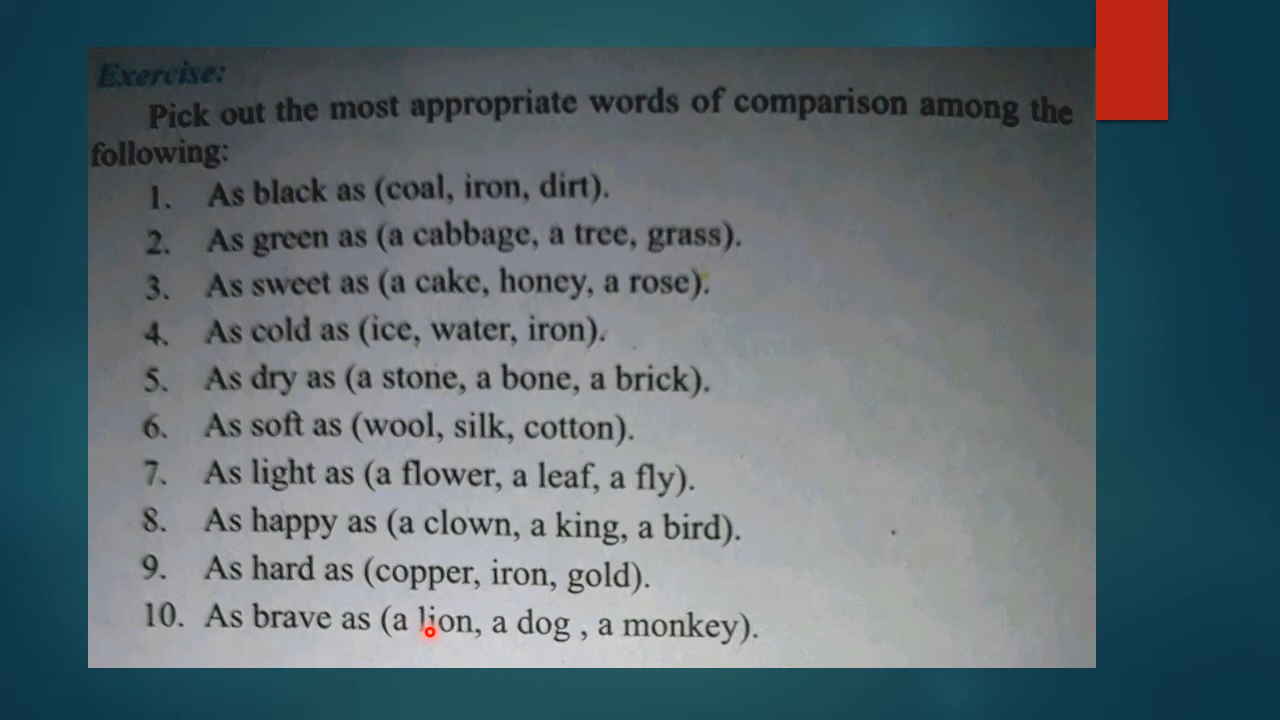 Exercise:
Pick out the most appropriate words of comparison among the
following:
1. As black as (coal, iron, dirt).
2. As green as (a cabbage, a tree, grass).
3. As sweet as (a cake, honey, a rose).
4. As cold as (ice, water, iron).
5. As dry as (a stone, a bone, a brick).
6. As soft as (wool, silk, cotton).
7. As light as (a flower, a leaf, a fly).
8. As happy as (a clown, a king, a bird).
9. As hard as (copper, iron, gold).
10. As brave as (a lion, a dog , a monkey).